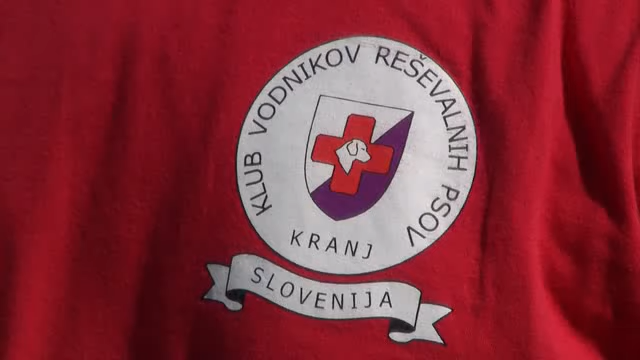 KLUB VODNIKOV REŠEVALNIH PSOV
KRANJ
SLOVENIJA